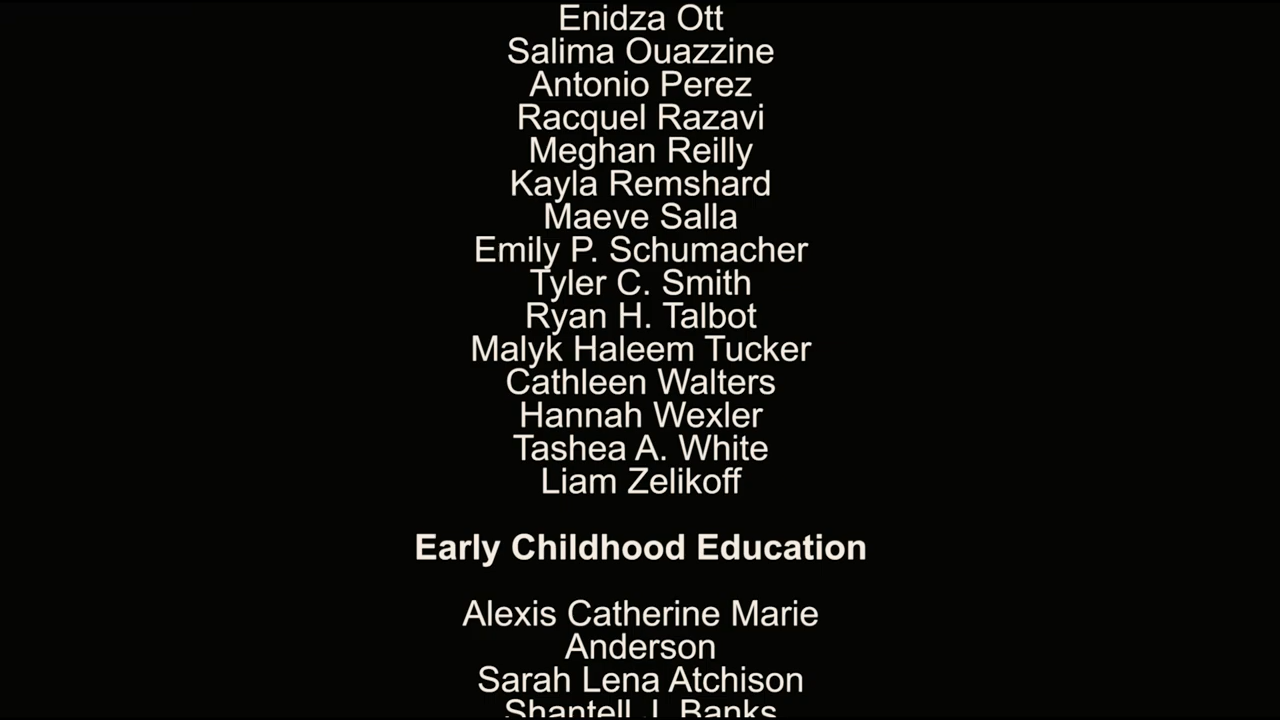 Enidza Ott
Salima Ouazzine
Antonio Perez
Racquel Razavi
Meghan Reilly
Kayla Remshard
Maeve Salla
Emily P. Schumacher
Tyler C. Smith
Ryan H. Talbot
Malyk Haleem Tucker
Cathleen Walters
Hannah Wexler
Tashea A. White
Liam Zelikoff
Early Childhood Education
Alexis Catherine Marie
Anderson
Sarah Lena Atchison
Shantell J. Banks